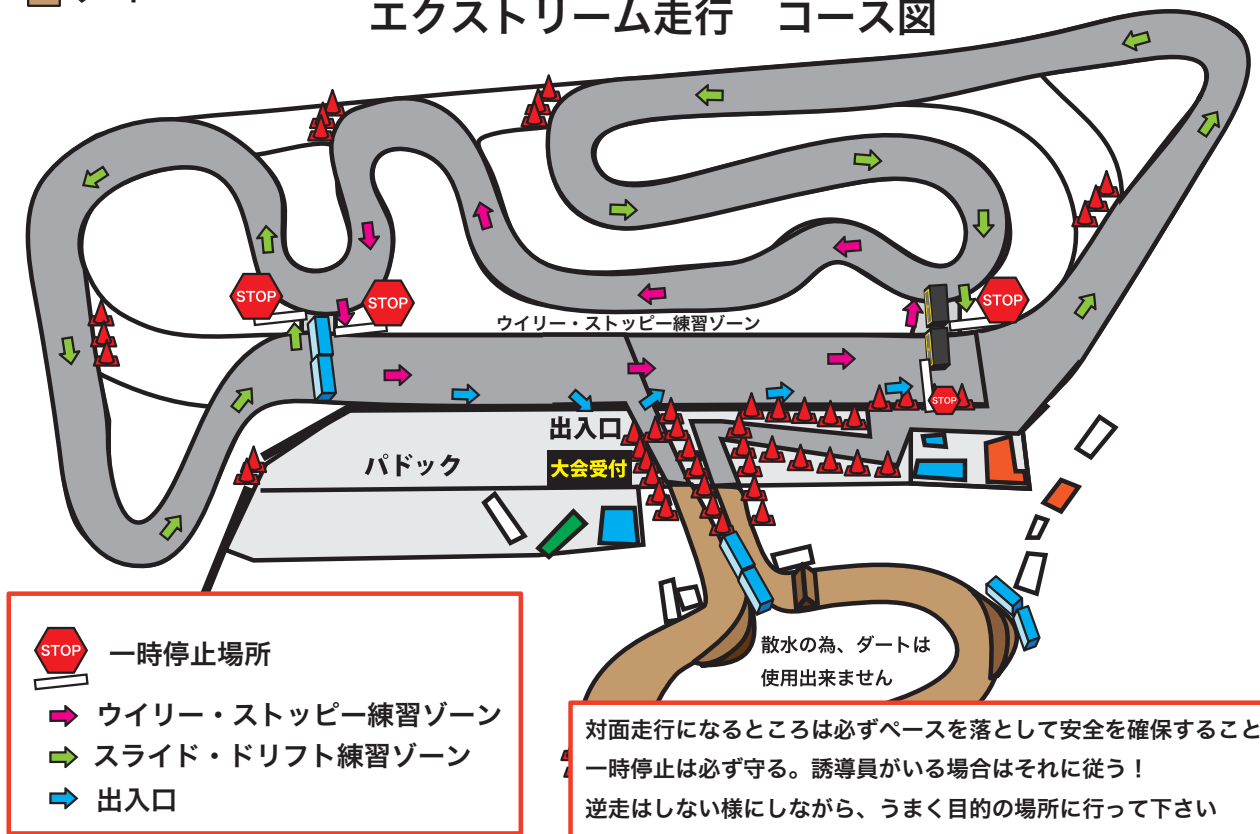 エクストリーム走行　コース図
STOP
STOP
STOP
ウイリー・ストッピー練習ゾーン
STOP
出入口
パドック
大会受付
散水の為、ダートは
使用出来ません
STOP
一時停止場所
ウイリー・ストッピー練習ゾーン
スライド・ドリフト練習ゾーン
出入口
対面走行になるところは必ずペースを落として安全を確保すること
一時停止は必ず守る。誘導員がいる場合はそれに従う！
逆走はしない様にしながら、うまく目的の場所に行って下さい